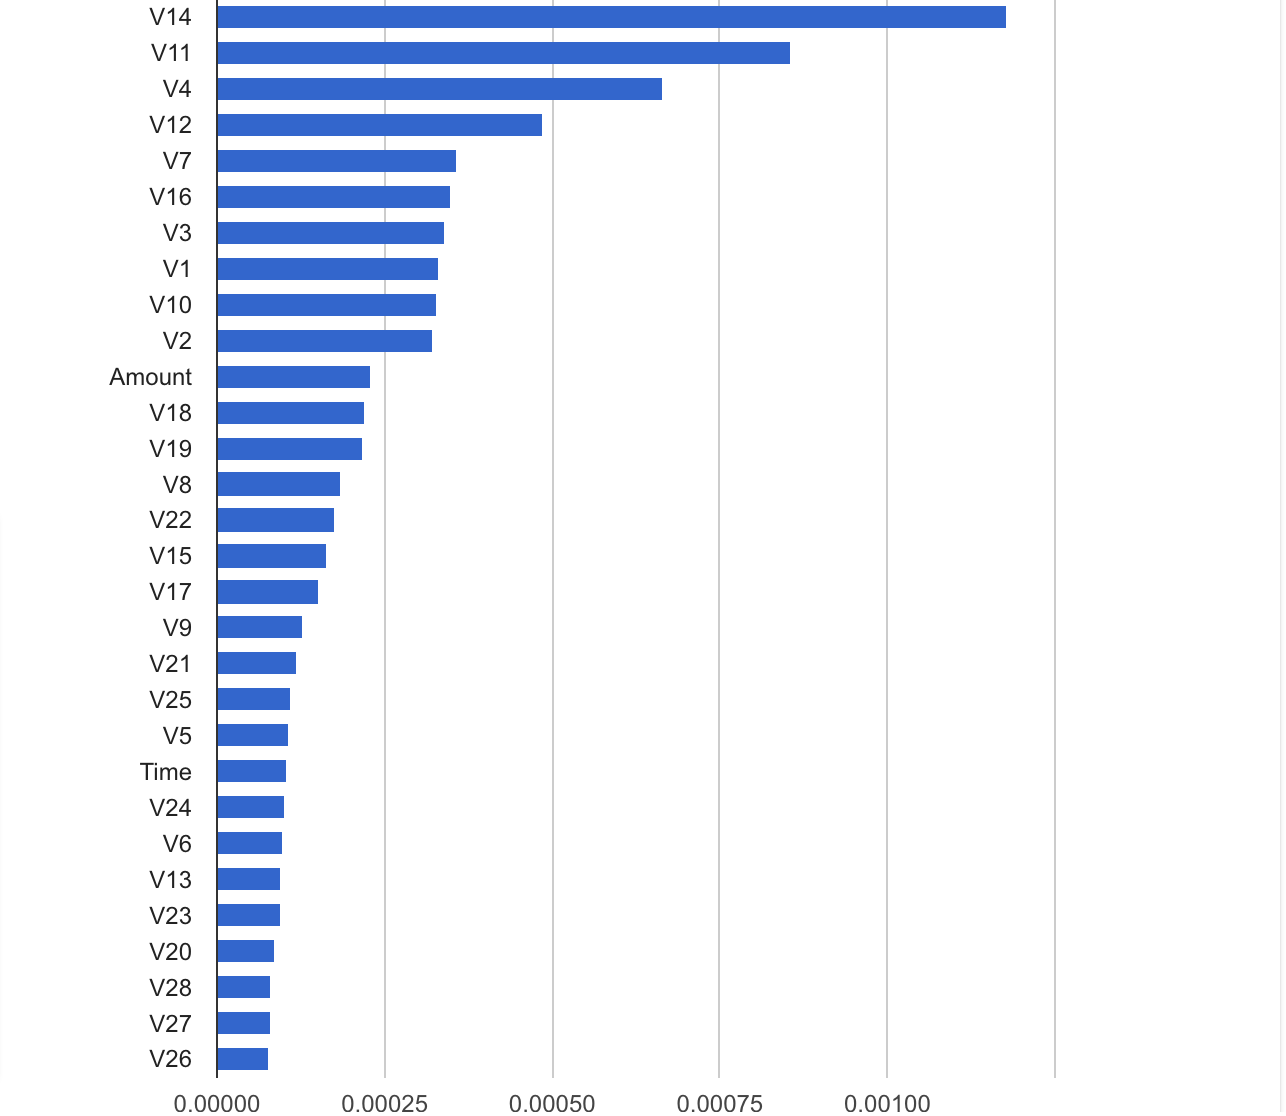 V14
V11
V4
V12
V7
V16
V3
V1
V10
V2
Amount
V18
V19
V8
V22
V15
V17
V9
V21
V25
V5
Time
V24
V6
V13
V23
V20
V28
V27
V26
0.00000 0.00025 0.00050 0.00075 0.00100